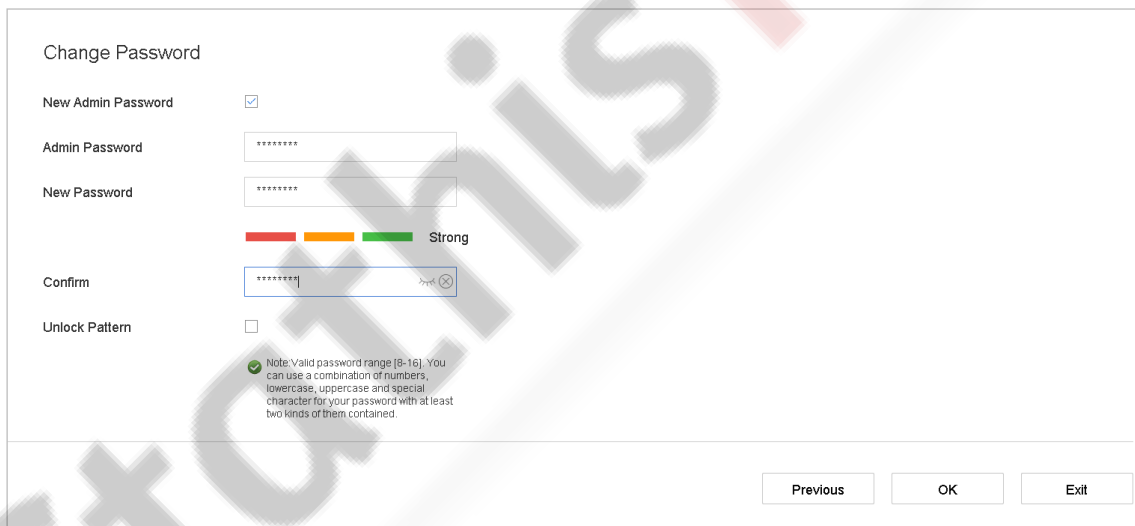 Change Password
New Admin Password
Admin Password ********
New Password ********
Strong
Confirm ********
Unlock Pattern
Note:Valid password range [8-16]. You
can use a combination of numbers,
lowercase, uppercase and special
character for your password with at least
two kinds of them contained.
Previous OK Exit